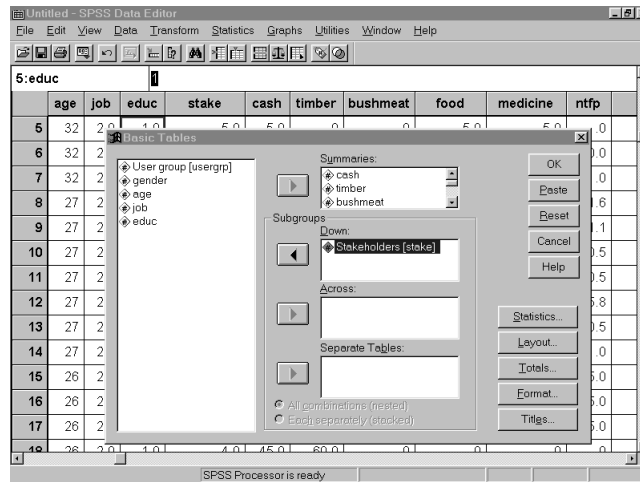 Untitled - SPSS Data Editor
File Edit View Data Transform Statistics Graphs Utilities Window Help
5:educ 1
age job educ stake cash timber bushmeat food medicine ntfp
5 32 2.0 1.0 5.0 5.0 .0 .0 5.0 5.0 .0
Basic Tables
6 32 2 0.0
7 32 2 .0
8 27 2 1.6
9 27 2 1.1
10 27 2 0.5
11 27 2 0.5
12 27 2 5.8
13 27 2 0.5
14 27 2 .0
15 26 2 5.0
16 26 2 5.0
17 26 2 5.0
18 26 2.0 1.0 4.0 45.0 60.0 .0 .0 .0 .0
User group [usergrp]
gender
age
job
educ
Summaries:
cash
timber
bushmeat
Subgroups
Down:
Stakeholders [stake]
Across:
Separate Tables:
All combinations (nested)
Each separately (stacked)
OK
Paste
Reset
Cancel
Help
Statistics...
Layout...
Totals...
Format...
Titles...
SPSS Processor is ready